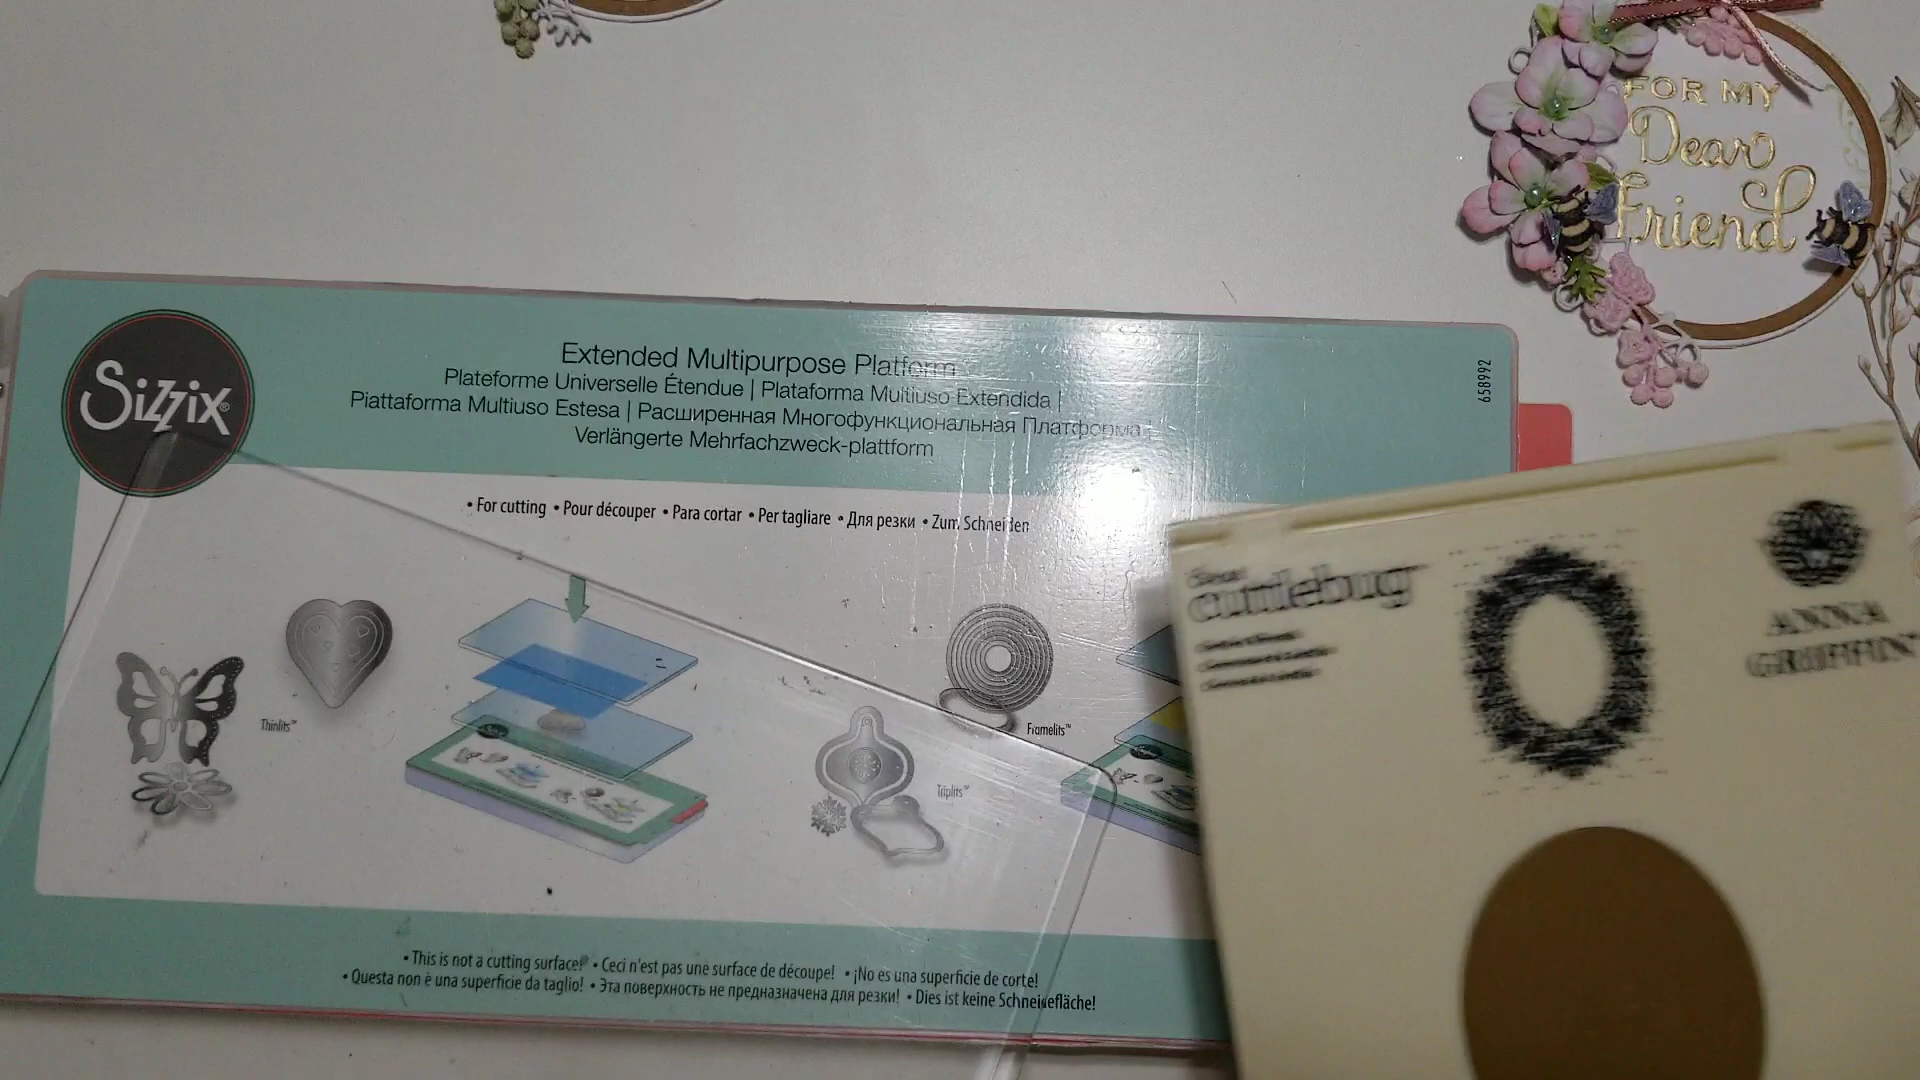 FOR MY
Dear
Friend
Sizzix®
Extended Multipurpose Platform
Plateforme Universelle Étendue | Plataforma Multiuso Extendida |
Piattaforma Multiuso Estesa | Расширенная Многофункциональная Платформа |
Verlängerte Mehrfachzweck-plattform
658992
• For cutting • Pour découper • Para cortar • Per tagliare • Для резки • Zum Schneiden
Thinlits™
Framelits™
Triplits™
cuttlebug
ANNA
GRIFFIN
• This is not a cutting surface! • Ceci n'est pas une surface de découpe! • ¡No es una superficie de corte!
• Questa non è una superficie da taglio! • Эта поверхность не предназначена для резки! • Dies ist keine Schneidefläche!